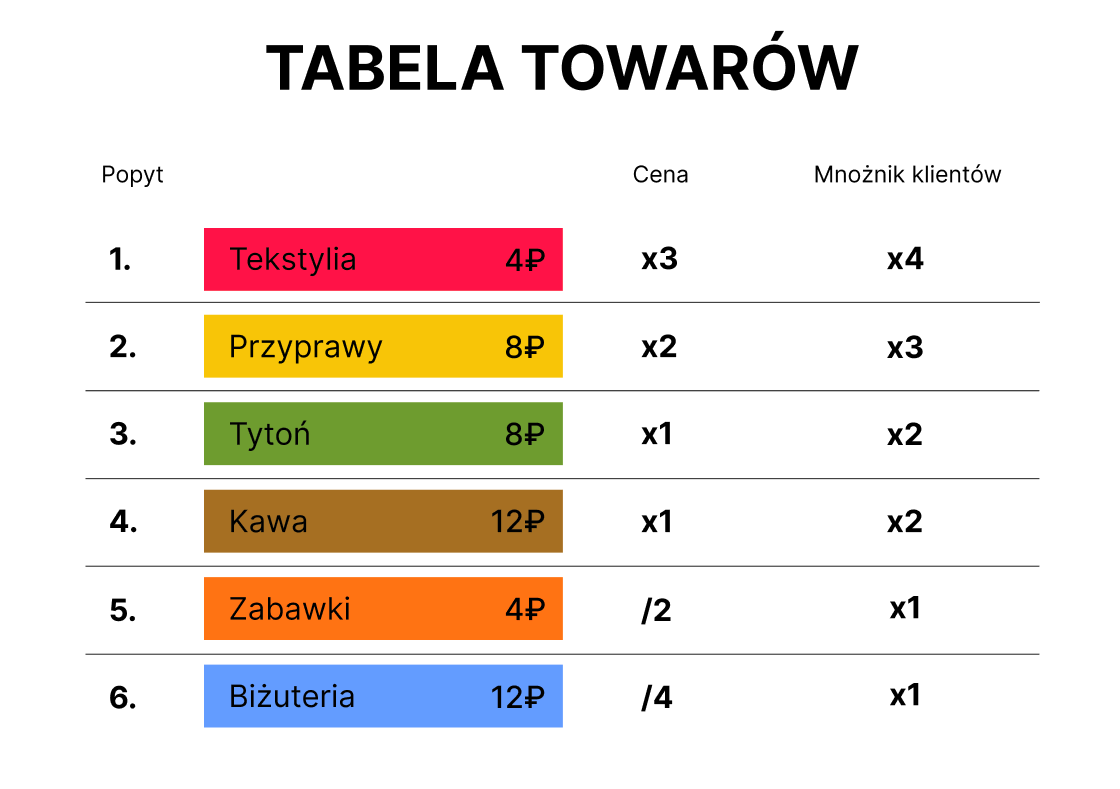 TABELA TOWARÓW
Popyt Cena Mnożnik klientów
1. Tekstylia 4₽ x3 x4
2. Przyprawy 8₽ x2 x3
3. Tytoń 8₽ x1 x2
4. Kawa 12₽ x1 x2
5. Zabawki 4₽ /2 x1
6. Biżuteria 12₽ /4 x1